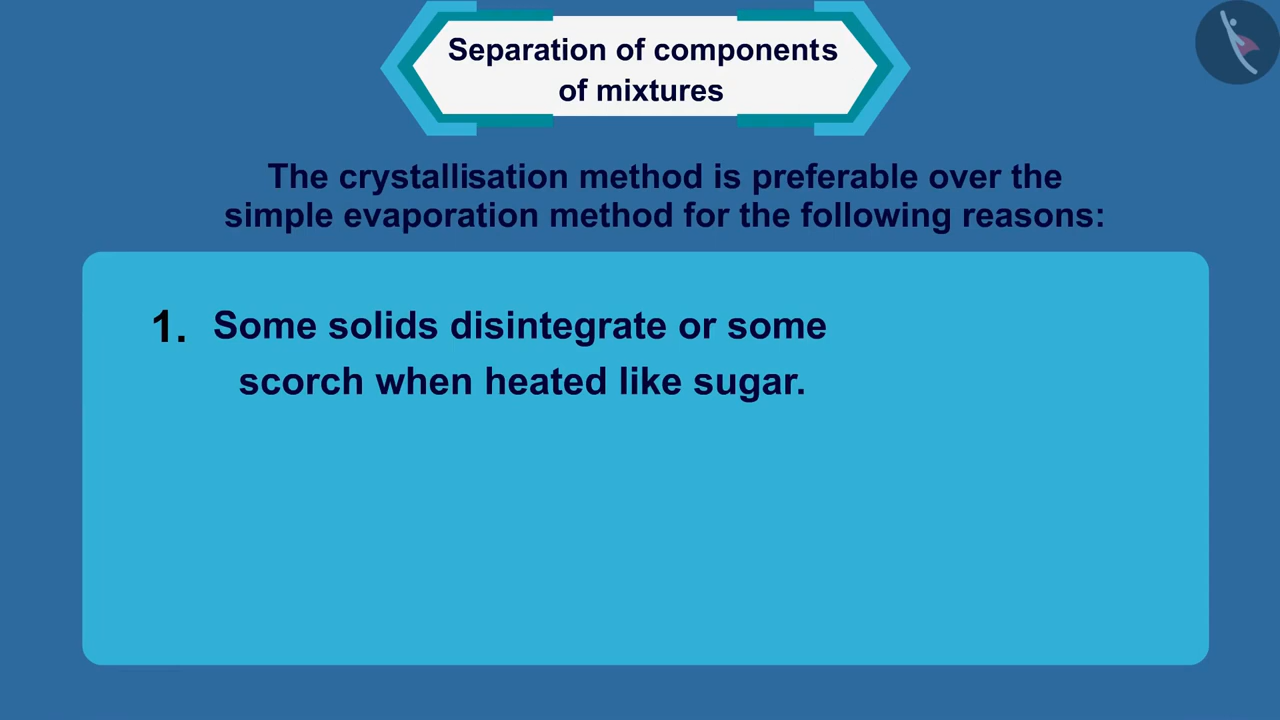 Separation of components
of mixtures
The crystallisation method is preferable over the
simple evaporation method for the following reasons:
1. Some solids disintegrate or some
scorch when heated like sugar.